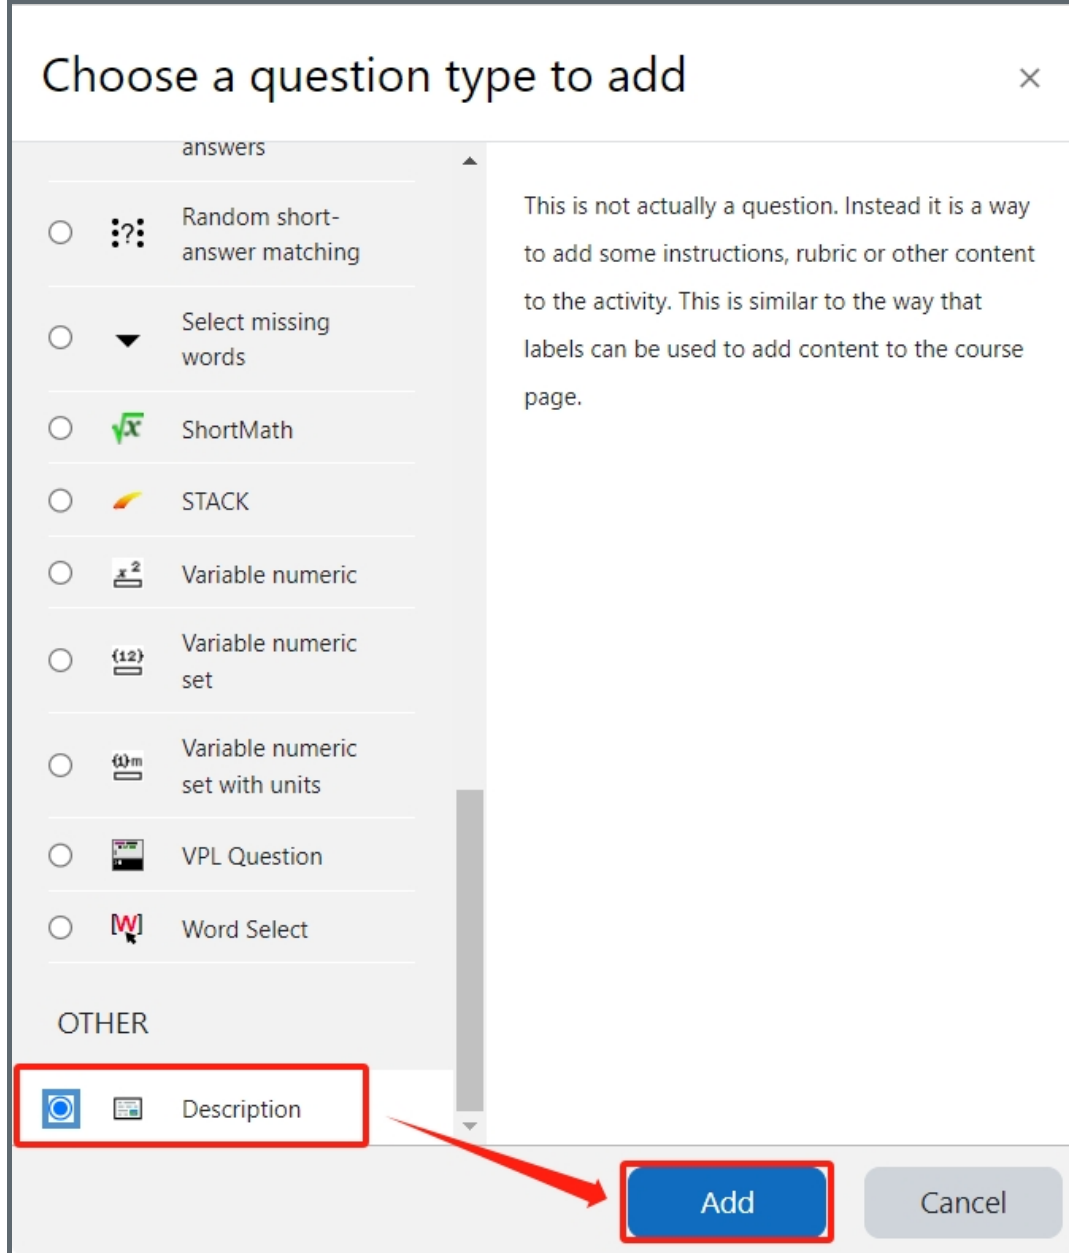 Choose a question type to add
×
answers
Random short-
answer matching
Select missing
words
ShortMath
STACK
Variable numeric
Variable numeric
set
Variable numeric
set with units
VPL Question
Word Select
OTHER
Description
This is not actually a question. Instead it is a way
to add some instructions, rubric or other content
to the activity. This is similar to the way that
labels can be used to add content to the course
page.
Add
Cancel